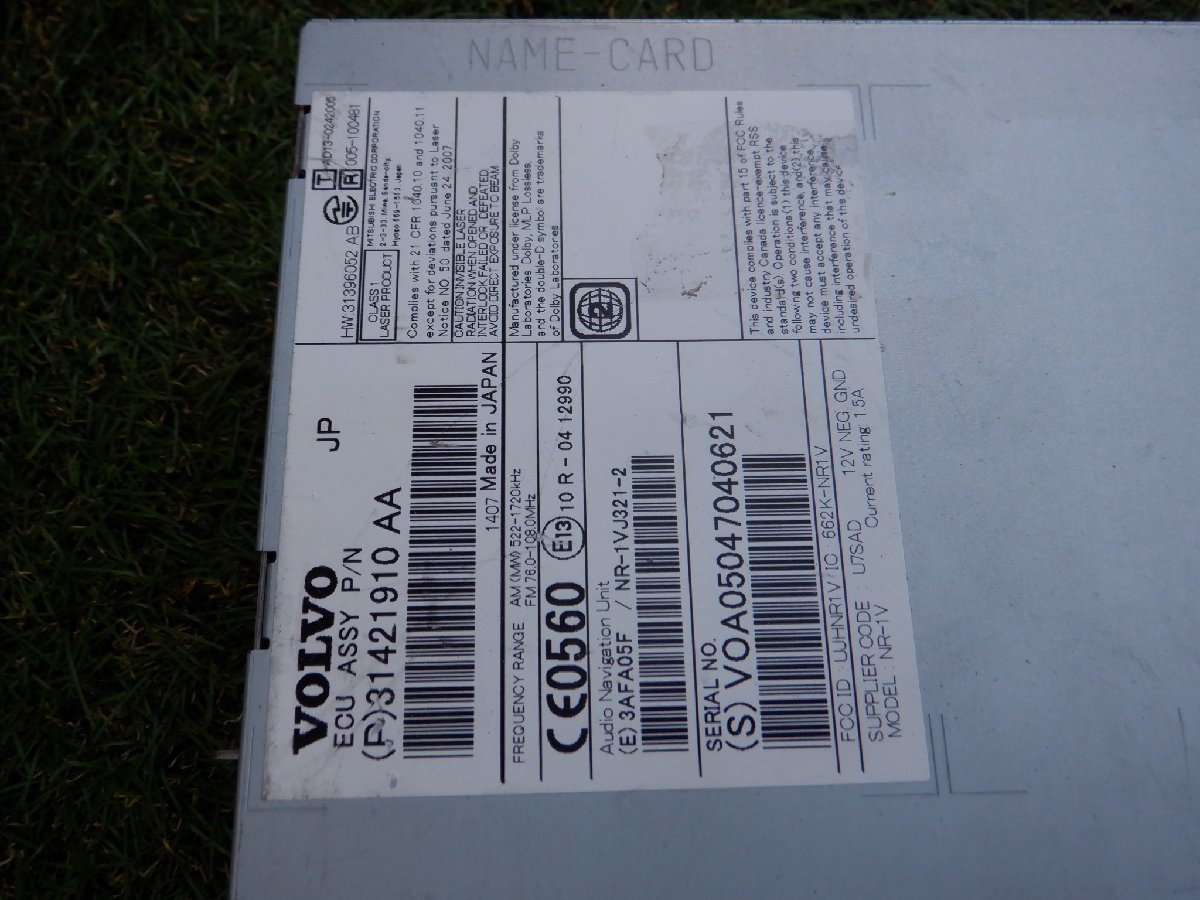 NAME-CARD
VOLVO
JP
ECU ASSY P/N
(P)31421910 AA
1407 Made in JAPAN
HW:31396052 AB
T
R 005-100481
CLASS 1
LASER PRODUCT
MITSUBISHI ELECTRIC CORPORATION
Complies with 21 CFR 1040.10 and 1040.11
except for deviations pursuant to Laser
Notice NO. 50. dated June 24, 2007
CAUTION:INVISIBLE LASER
RADIATION WHEN OPENED AND
INTERLOCK FAILED OR DEFEATED.
AVOID DIRECT EXPOSURE TO BEAM
FREQUENCY RANGE AM (MW) 522-1720kHz
FM 76.0-108.0MHz
Manufactured under license from Dolby
Laboratories. Dolby, MLP Lossless,
and the double-D symbol are trademarks
of Dolby Laboratories
CE0560 E13 10 R - 04 12990
2
Audio Navigation Unit
(E) 3AFA05F / NR-1VJ321-2
SERIAL NO.
(S) VOA0504704062​1
This device complies with part 15 of FCC Rules
and Industry Canada licence-exempt RSS
standard(s) Operation is subject to the
following two conditions:(1) this device
may not cause interference, and(2) this
device must accept any interference,
including interference that may cause
undesired operation of this device
FCC ID : UJHNR1V/IC 662K-NR1V
SUPPLIER CODE : U7SAD 12V NEG GND
MODEL : NR-1V Current rating 15A